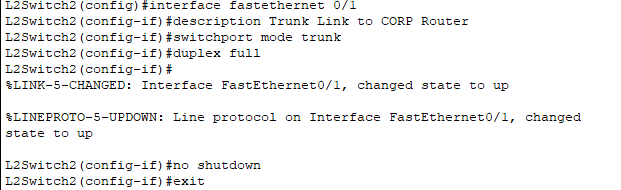 L2Switch2(config)#interface fastethernet 0/1
L2Switch2(config-if)#description Trunk Link to CORP Router
L2Switch2(config-if)#switchport mode trunk
L2Switch2(config-if)#duplex full
L2Switch2(config-if)#
%LINK-5-CHANGED: Interface FastEthernet0/1, changed state to up
%LINEPROTO-5-UPDOWN: Line protocol on Interface FastEthernet0/1, changed
state to up
L2Switch2(config-if)#no shutdown
L2Switch2(config-if)#exit